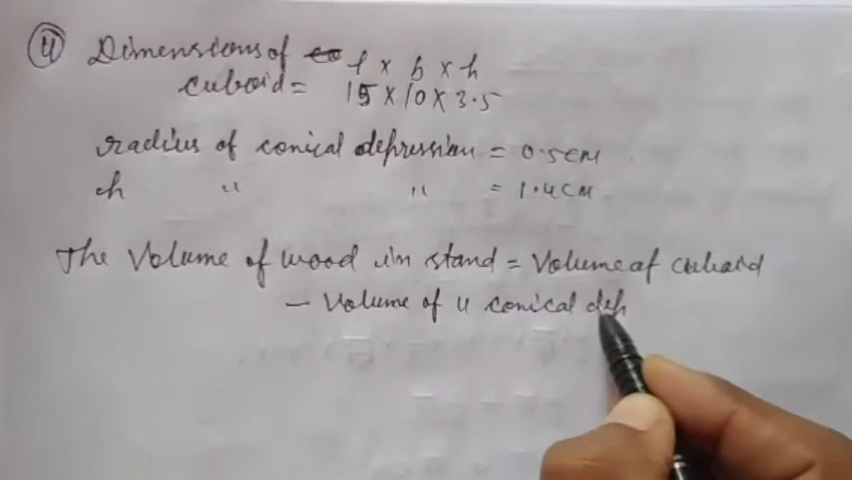 ④ Dimensions of l × b × h
cuboid = 15 × 10 × 3.5
radius of conical depression = 0.5cm
h " " = 1.4cm
The Volume of wood in stand = Volume of cuboid
- Volume of 4 conical dep